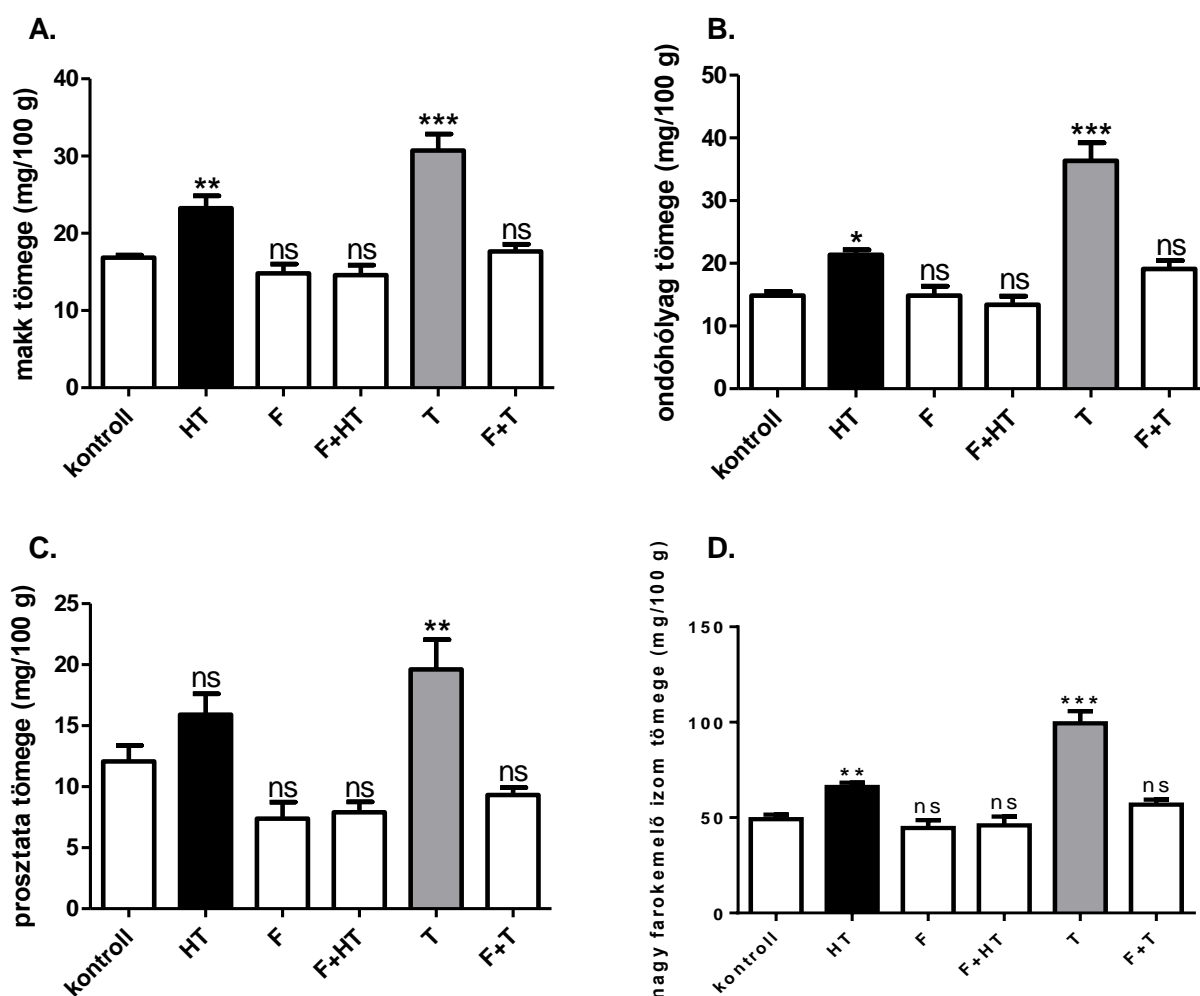 A.
makk tömege (mg/100 g)
40
30
20
10
0
**
ns
ns
***
ns
kontroll
HT
F
F+HT
T
F+T
B.
ondóhólyag tömege (mg/100 g)
50
40
30
20
10
0
*
ns
ns
***
ns
kontroll
HT
F
F+HT
T
F+T
C.
prosztata tömege (mg/100 g)
25
20
15
10
5
0
ns
ns
ns
**
ns
kontroll
HT
F
F+HT
T
F+T
D.
nagy farokemelő izom tömege (mg/100 g)
150
100
50
0
**
ns
ns
***
ns
kontroll
HT
F
F+HT
T
F+T